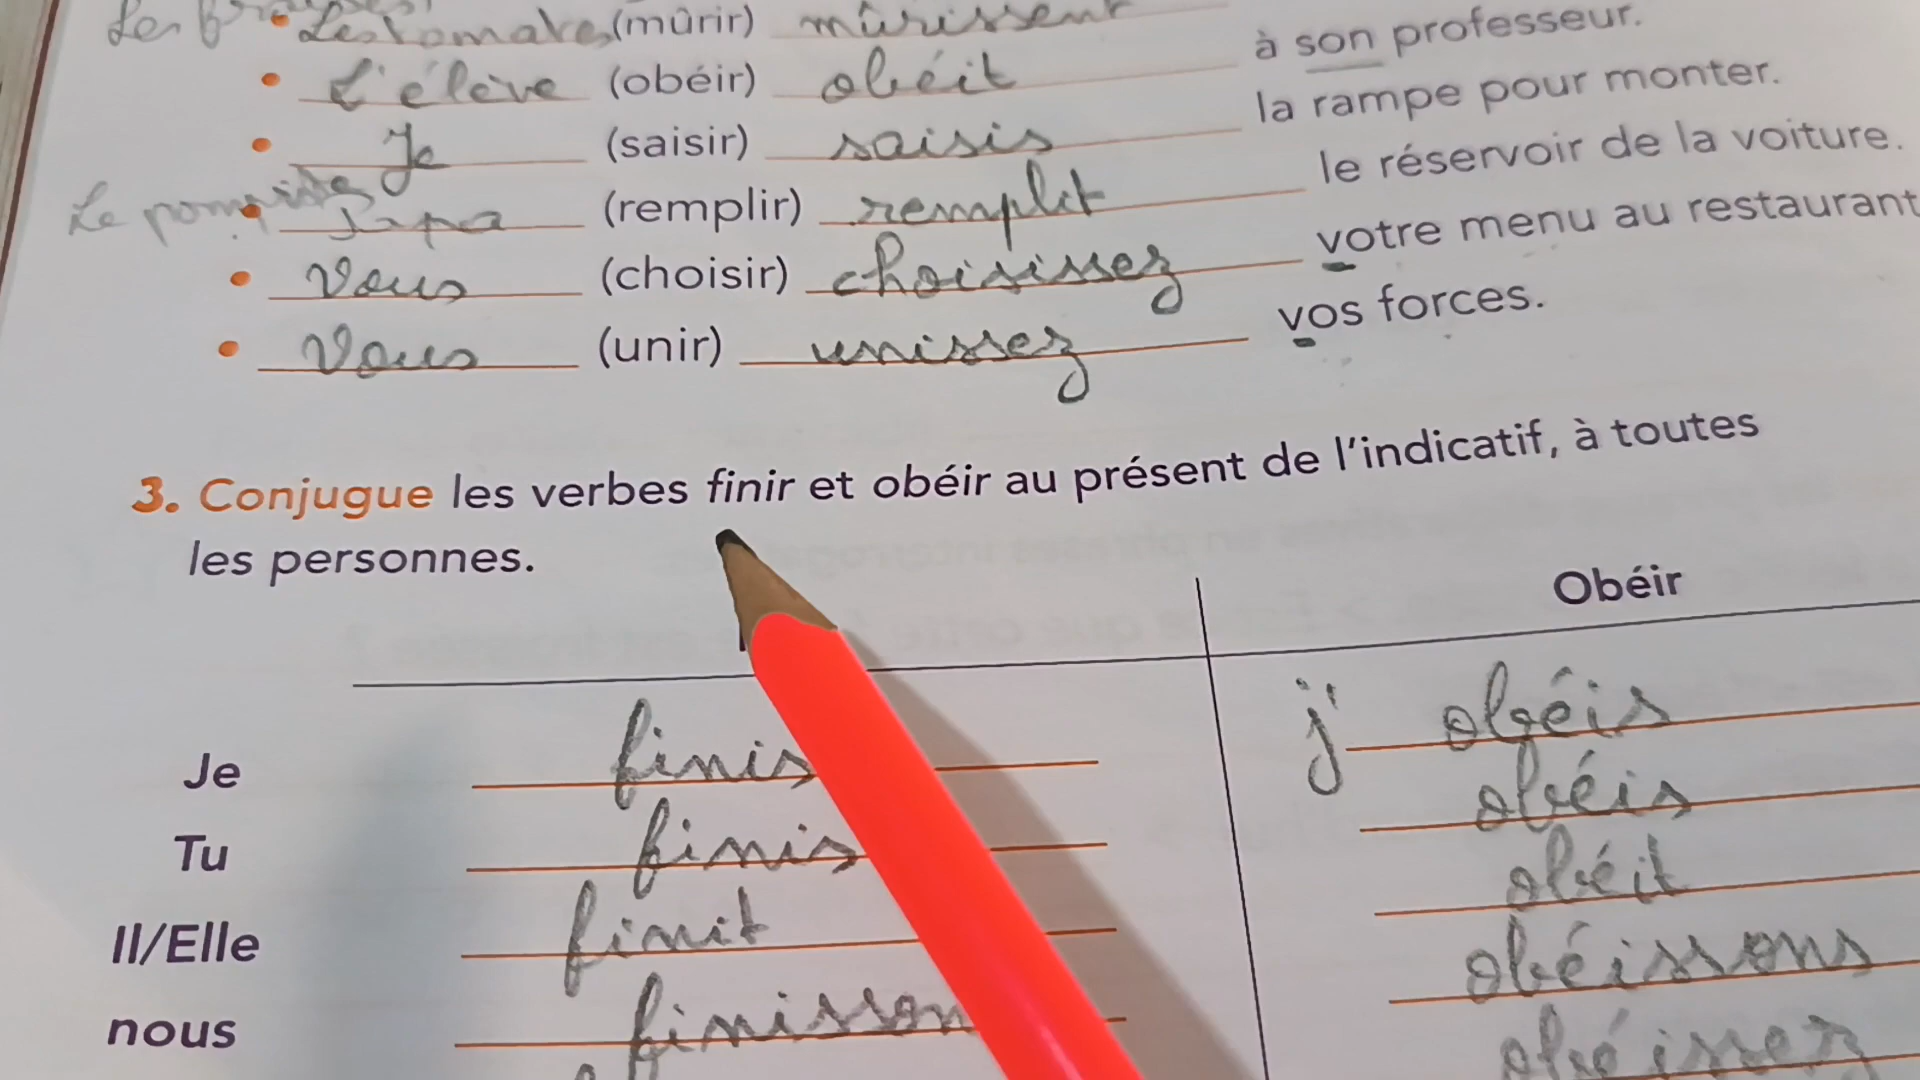 Les Tomates (mûrir) mûrissent
• L'élève (obéir) obéit à son professeur.
• Je (saisir) saisis la rampe pour monter.
Le pompiste
• Papa (remplir) remplit le réservoir de la voiture.
• Vous (choisir) choisissez votre menu au restaurant
• Vous (unir) unissez vos forces.
3. Conjugue les verbes finir et obéir au présent de l'indicatif, à toutes
les personnes.
Obéir
Je finis j' obéis
Tu finis obéis
Il/Elle finit obéit
nous finisson obéissons
obéissez